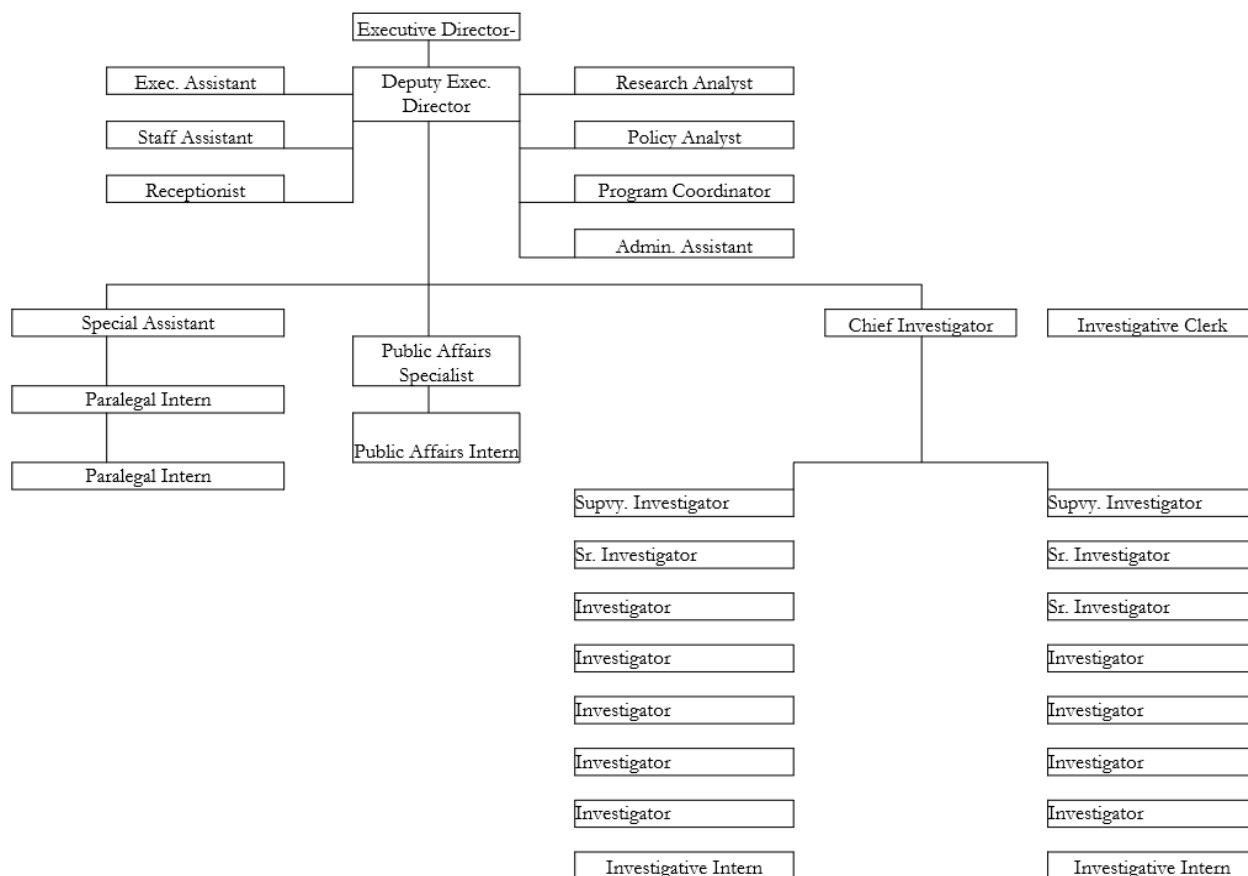 Executive Director-
Exec. Assistant
Deputy Exec.
Director
Research Analyst
Staff Assistant
Policy Analyst
Receptionist
Program Coordinator
Admin. Assistant
Special Assistant
Chief Investigator
Investigative Clerk
Public Affairs
Specialist
Paralegal Intern
Public Affairs Intern
Paralegal Intern
Supvy. Investigator
Supvy. Investigator
Sr. Investigator
Sr. Investigator
Investigator
Sr. Investigator
Investigator
Investigator
Investigator
Investigator
Investigator
Investigator
Investigator
Investigator
Investigative Intern
Investigative Intern